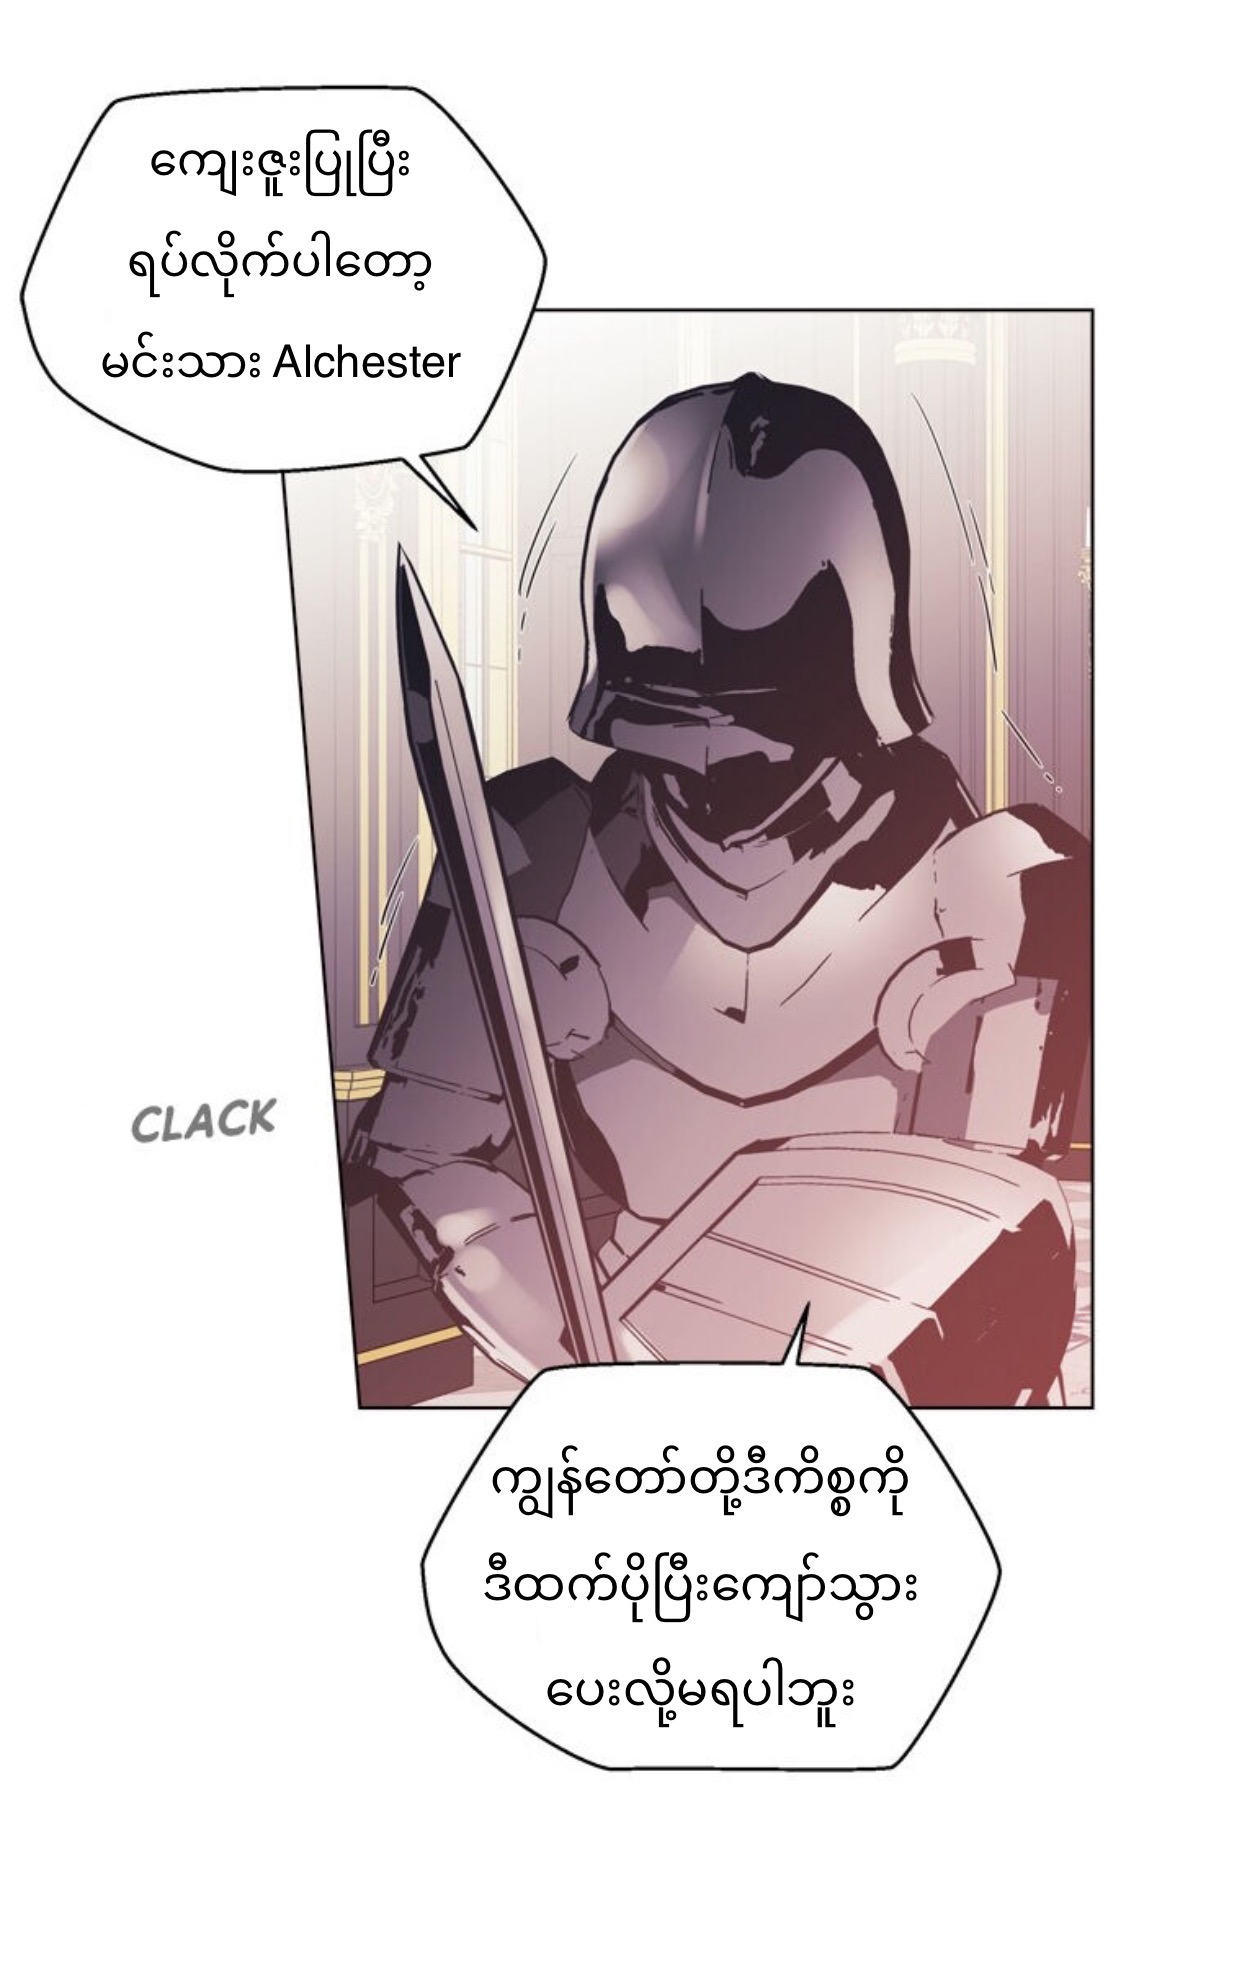 ကျေးဇူးပြုပြီး
ရပ်လိုက်ပါတော့
မင်းသား Alchester
CLACK
ကျွန်တော်တို့ဒီကိစ္စကို
ဒီထက်ပိုပြီးကျော်သွား
ပေးလို့မရပါဘူး